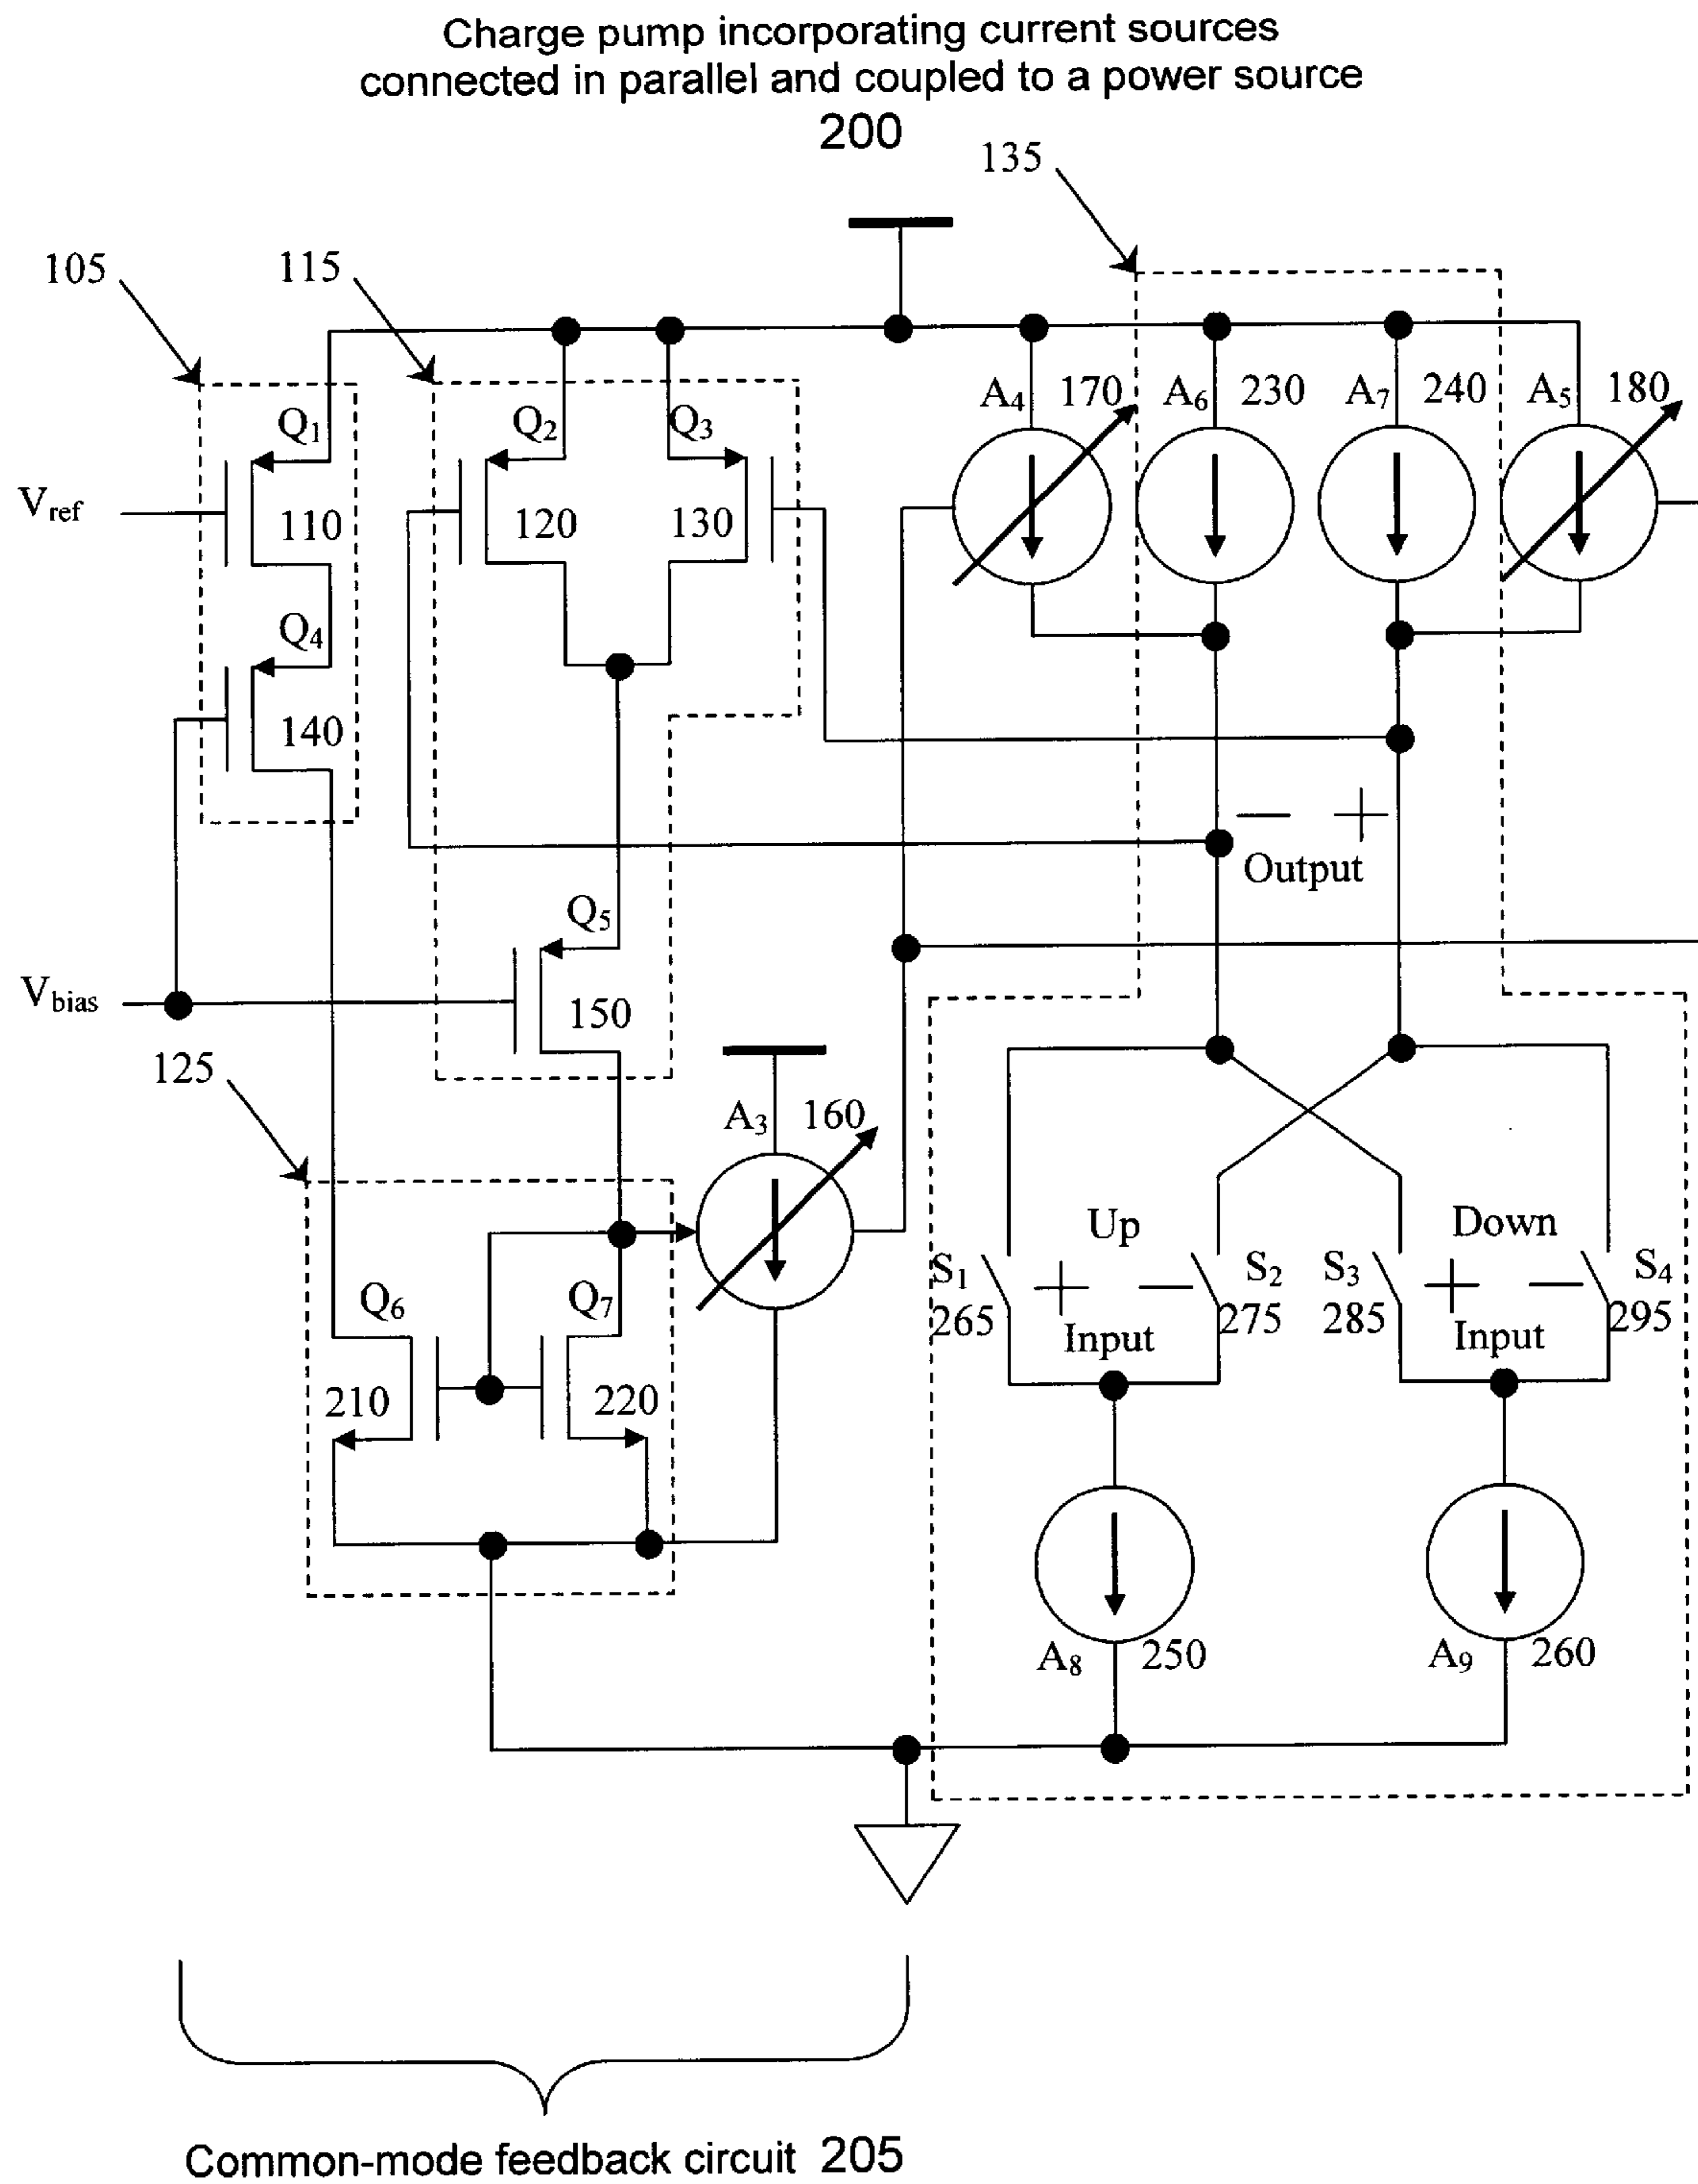 Charge pump incorporating current sources
connected in parallel and coupled to a power source
200
135
105
115
A4 170
A6 230
A7 240
A5 180
Q1
Q2
Q3
Vref
110
120
130
Q4
140
− +
Output
Q5
Vbias
150
125
A3 160
Up
Down
S1
+ −
S2
S3
+ −
S4
265
Input
275
285
Input
295
Q6
Q7
210
220
A8 250
A9 260
Common-mode feedback circuit 205